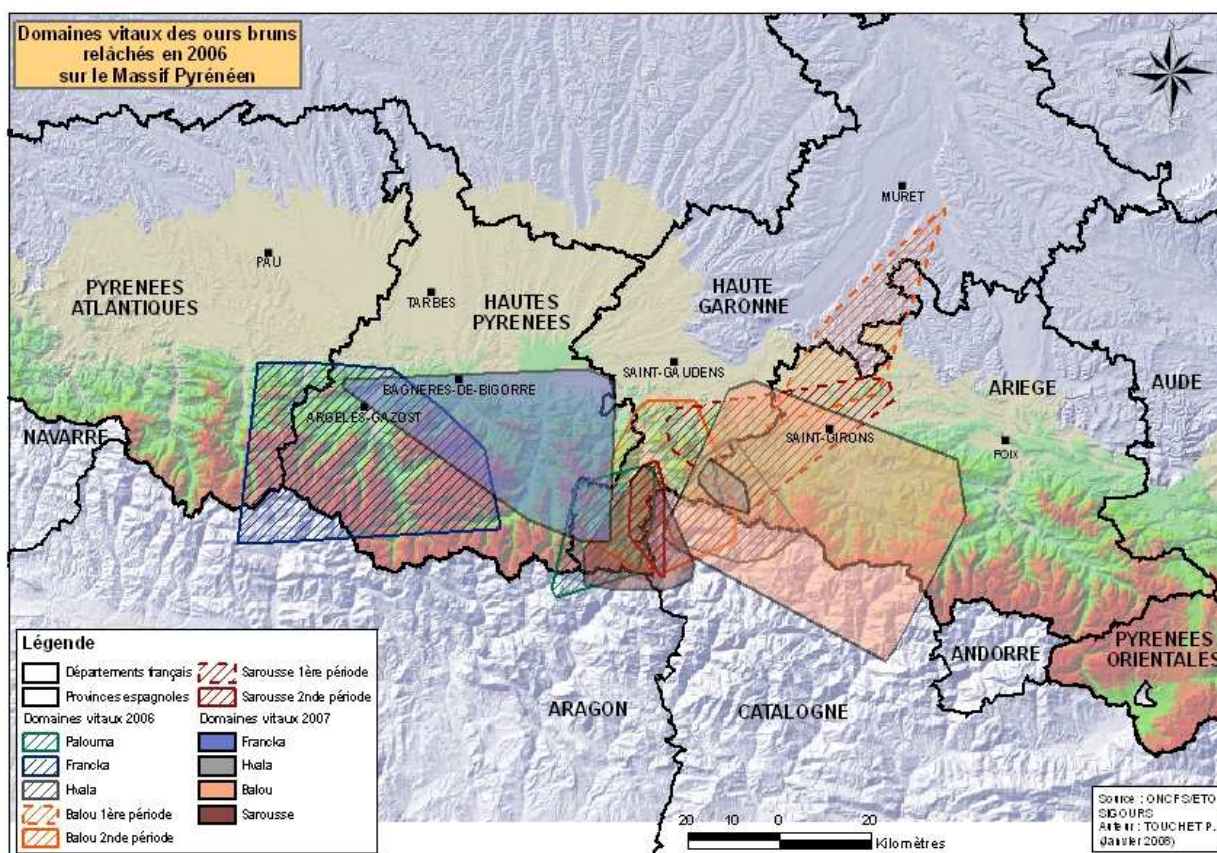 Domaines vitaux des ours bruns
relâchés en 2006
sur le Massif Pyrénéen
MURET
PAU
PYRENEES
ATLANTIQUES
TARBES
HAUTES
PYRENEES
HAUTE
GARONNE
SAINT-GAUDENS
BAGNERES-DE-BIGORRE
ARGELES-GAZOST
ARIEGE
AUDE
NAVARRE
SAINT-GIRONS
FOIX
ANDORRE
PYRENEES
ORIENTALES
ARAGON
CATALOGNE
Légende
Départements français
Provinces espagnoles
Domaines vitaux 2006
Palouma
Francka
Hvala
Balou 1ère période
Balou 2nde période
Sarousse 1ère période
Sarousse 2nde période
Domaines vitaux 2007
Francka
Hvala
Balou
Sarousse
20 10 0 20
Kilomètres
Source : ONCFS/ETO
SIGOURS
Auteur : TOUCHET P.
(Janvier 2008)